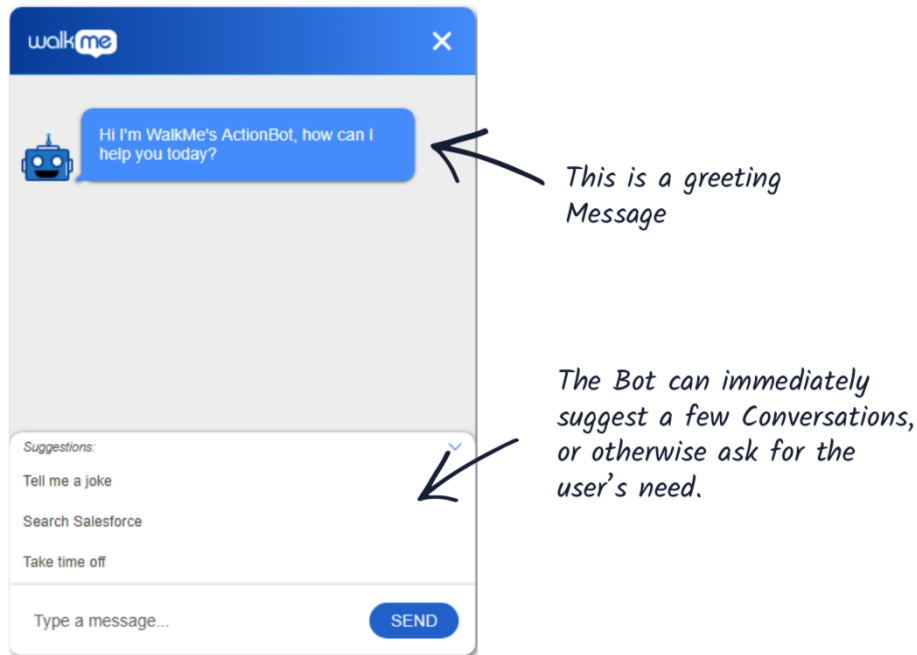 walkme
Hi I'm WalkMe's ActionBot, how can I
help you today?
This is a greeting
Message
The Bot can immediately
suggest a few Conversations,
or otherwise ask for the
user's need.
Suggestions:
Tell me a joke
Search Salesforce
Take time off
Type a message...
SEND